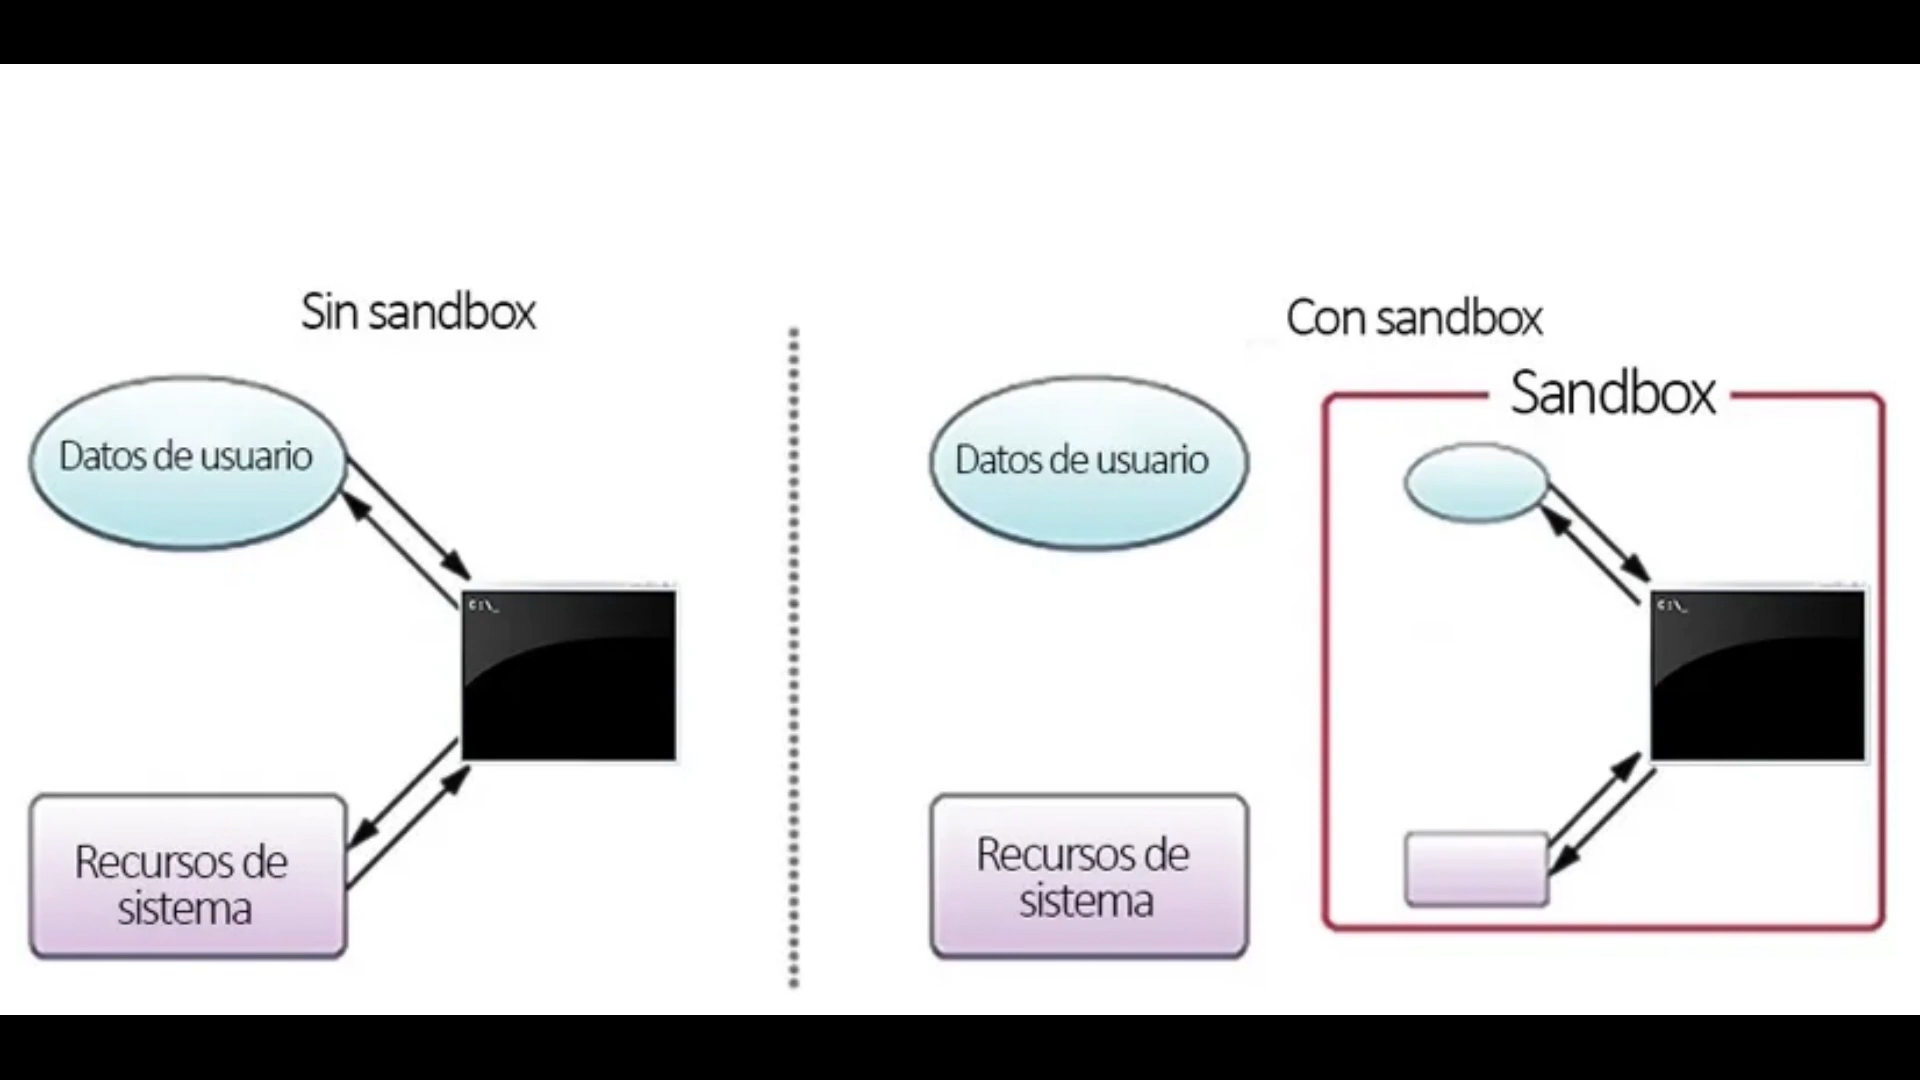 Sin sandbox
Datos de usuario
C:\_
Recursos de
sistema
Con sandbox
Sandbox
Datos de usuario
C:\_
Recursos de
sistema